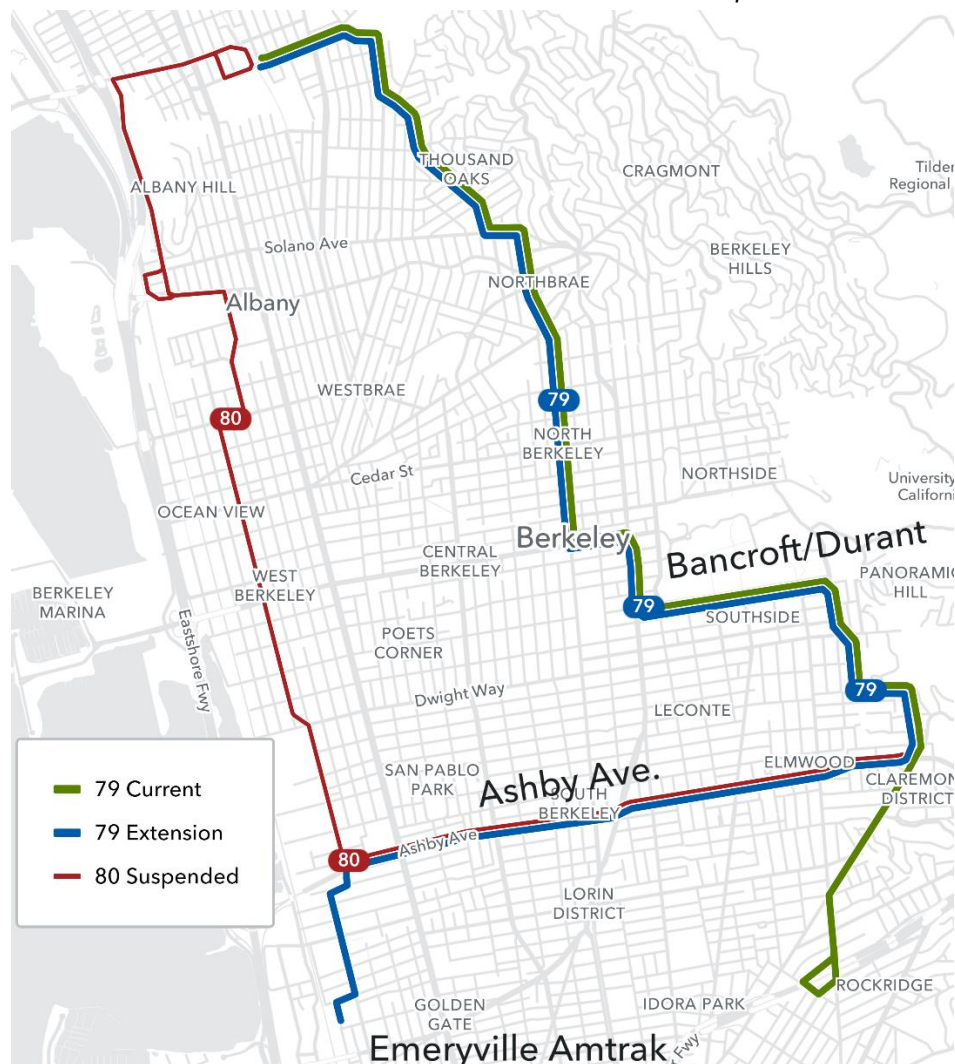 THOUSAND
OAKS
CRAGMONT
Tilden
Regional
ALBANY HILL
Solano Ave
BERKELEY
HILLS
NORTHBRAE
Albany
WESTBRAE
79
80
NORTH
BERKELEY
Cedar St
NORTHSIDE
University
Californi
OCEAN VIEW
Berkeley
Bancroft/Durant
CENTRAL
BERKELEY
WEST
BERKELEY
PANORAMIC
HILL
BERKELEY
MARINA
79
SOUTHSIDE
Eastshore Fwy
POETS
CORNER
79
Dwight Way
LECONTE
79 Current
79 Extension
80 Suspended
SAN PABLO
PARK
Ashby Ave.
ELMWOOD
CLAREMON
DISTRICT
SOUTH
BERKELEY
Ashby Ave
80
LORIN
DISTRICT
ROCKRIDGE
GOLDEN
GATE
IDORA PARK
Emeryville Amtrak
Fwy